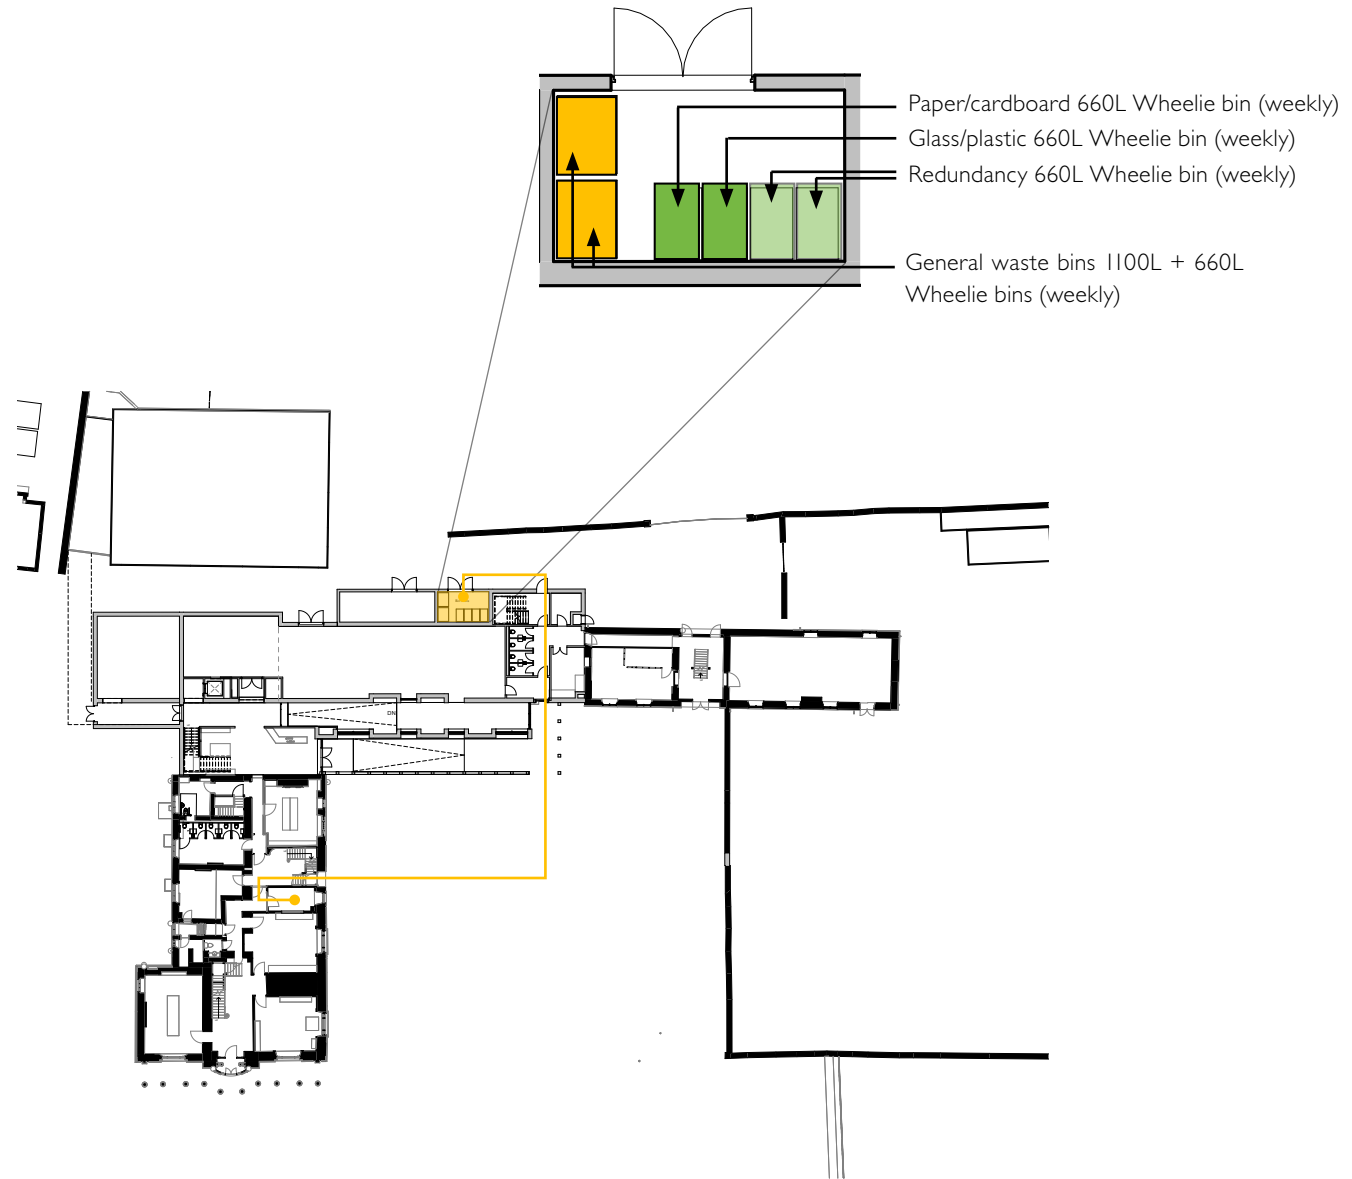 Paper/cardboard 660L Wheelie bin (weekly)
Glass/plastic 660L Wheelie bin (weekly)
Redundancy 660L Wheelie bin (weekly)
General waste bins 1100L + 660L
Wheelie bins (weekly)
DN